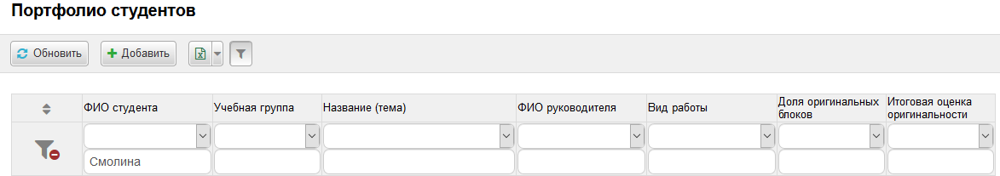 Портфолио студентов
Обновить Добавить
ФИО студента Учебная группа Название (тема) ФИО руководителя Вид работы Доля оригинальных блоков Итоговая оценка оригинальности
Смолина